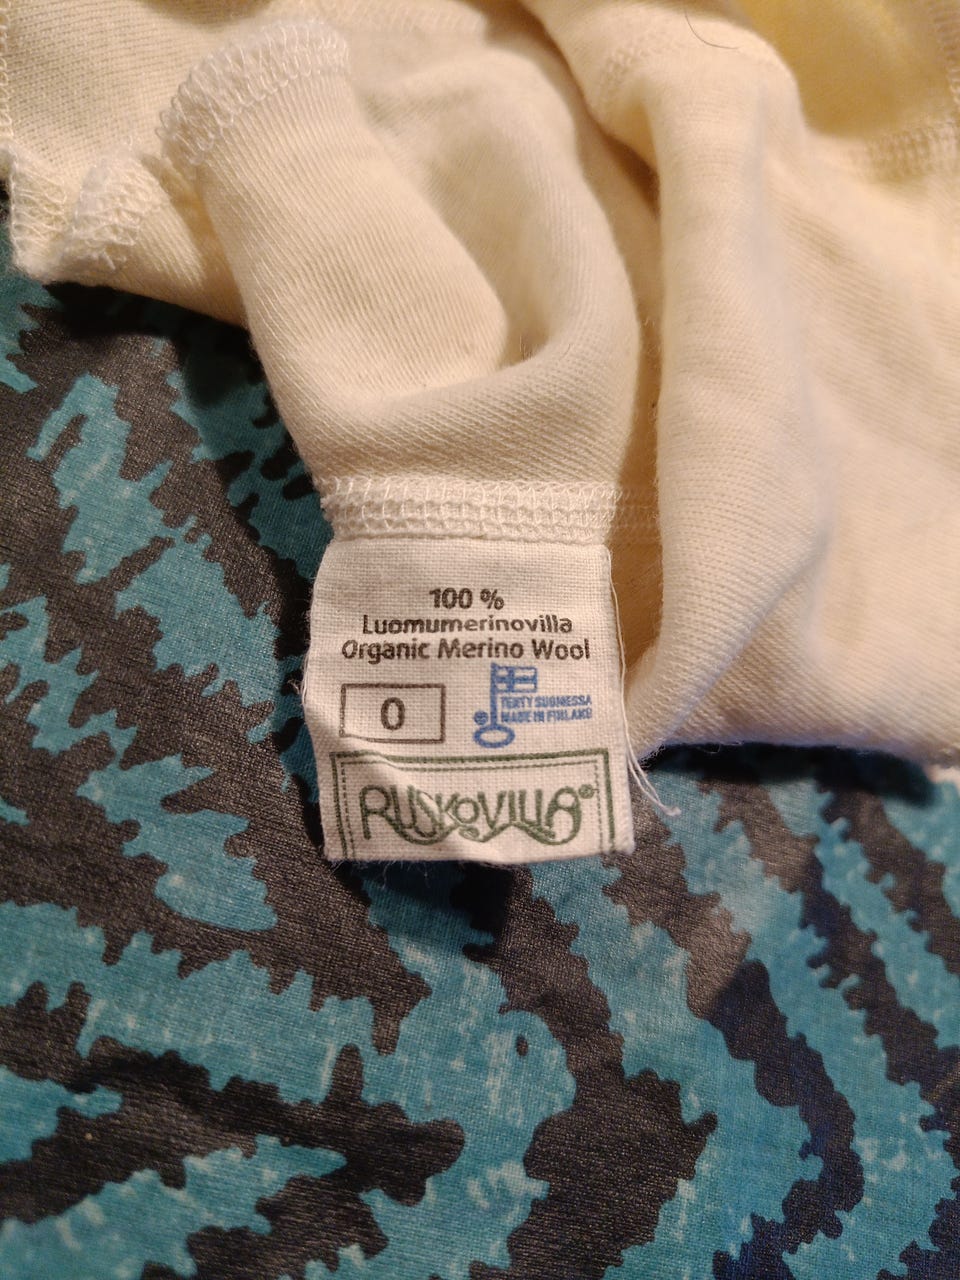 100 %
Luomumerinovilla
Organic Merino Wool
0
TEHTY SUOMESSA
MADE IN FINLAND
RUSKOVILLA®